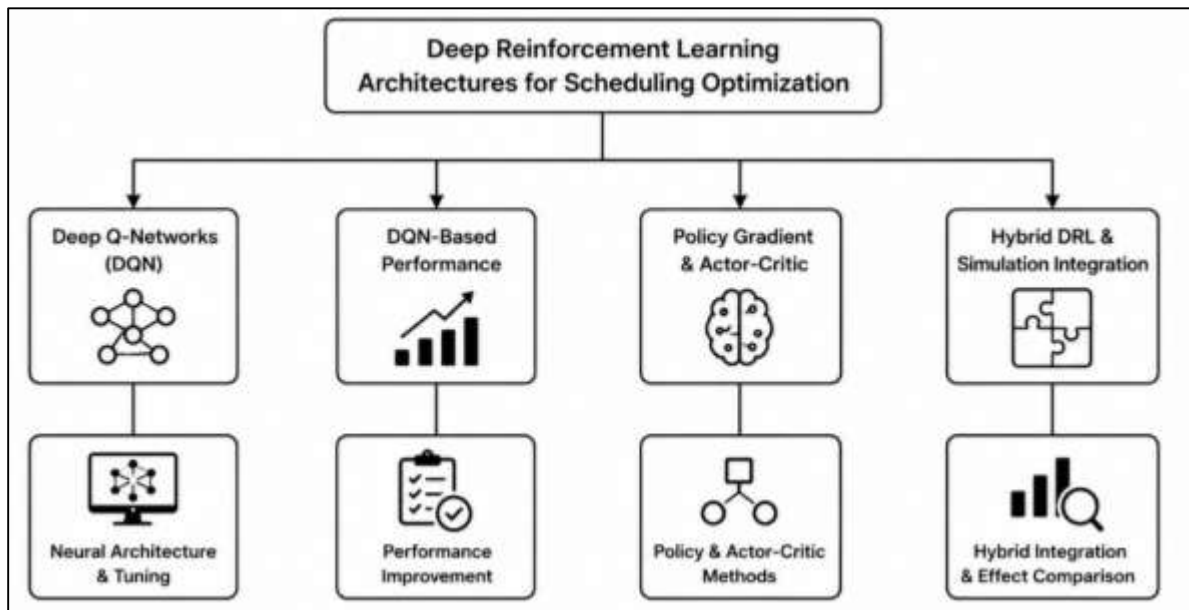 Deep Reinforcement Learning
Architectures for Scheduling Optimization
Deep Q-Networks
(DQN)
DQN-Based
Performance
Policy Gradient
& Actor-Critic
Hybrid DRL &
Simulation Integration
Neural Architecture
& Tuning
Performance
Improvement
Policy & Actor-Critic
Methods
Hybrid Integration
& Effect Comparison